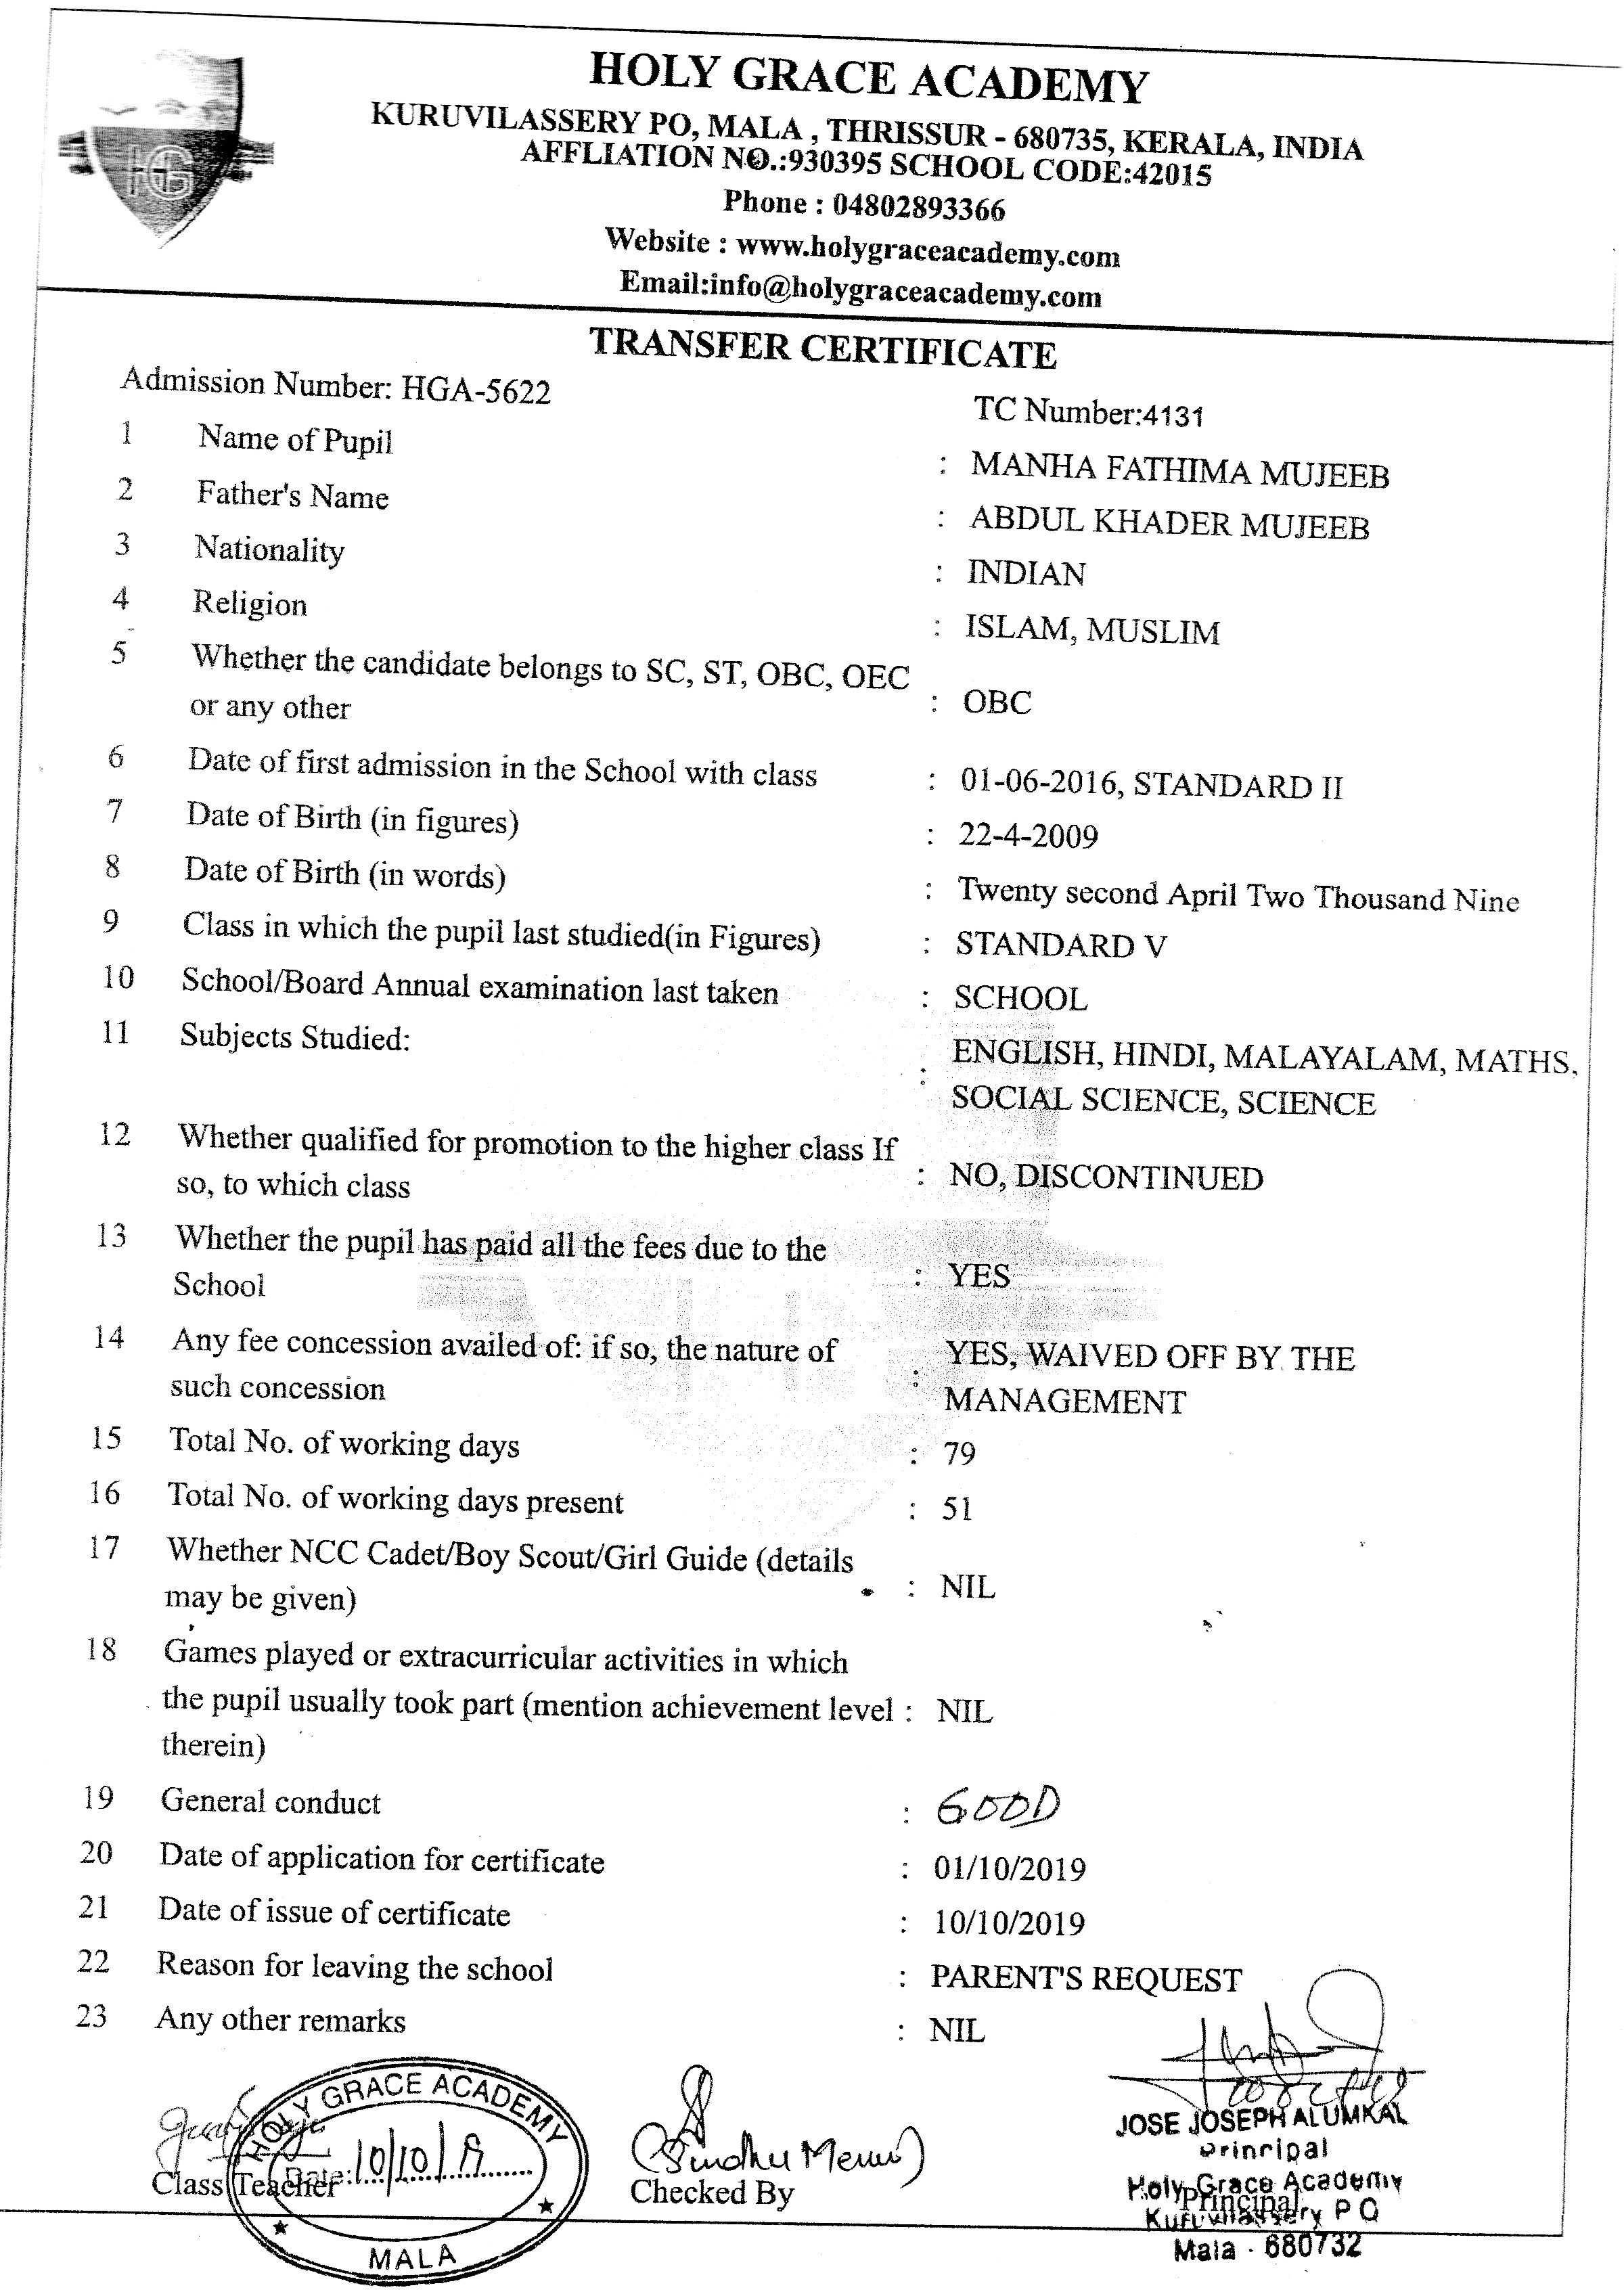 HG
HOLY GRACE ACADEMY
KURUVILASSERY PO, MALA , THRISSUR - 680735, KERALA, INDIA
AFFLIATION NO.:930395 SCHOOL CODE:42015
Phone : 04802893366
Website : www.holygraceacademy.com
Email:info@holygraceacademy.com
TRANSFER CERTIFICATE
Admission Number: HGA-5622 TC Number:4131
1 Name of Pupil : MANHA FATHIMA MUJEEB
2 Father's Name : ABDUL KHADER MUJEEB
3 Nationality : INDIAN
4 Religion : ISLAM, MUSLIM
5 Whether the candidate belongs to SC, ST, OBC, OEC
or any other : OBC
6 Date of first admission in the School with class : 01-06-2016, STANDARD II
7 Date of Birth (in figures) : 22-4-2009
8 Date of Birth (in words) : Twenty second April Two Thousand Nine
9 Class in which the pupil last studied(in Figures) : STANDARD V
10 School/Board Annual examination last taken : SCHOOL
11 Subjects Studied: : ENGLISH, HINDI, MALAYALAM, MATHS,
SOCIAL SCIENCE, SCIENCE
12 Whether qualified for promotion to the higher class If
so, to which class : NO, DISCONTINUED
13 Whether the pupil has paid all the fees due to the
School : YES
14 Any fee concession availed of: if so, the nature of
such concession : YES, WAIVED OFF BY THE
MANAGEMENT
15 Total No. of working days : 79
16 Total No. of working days present : 51
17 Whether NCC Cadet/Boy Scout/Girl Guide (details
may be given) : NIL
18 Games played or extracurricular activities in which
the pupil usually took part (mention achievement level : NIL
therein)
19 General conduct : GOOD
20 Date of application for certificate : 01/10/2019
21 Date of issue of certificate : 10/10/2019
22 Reason for leaving the school : PARENT'S REQUEST
23 Any other remarks : NIL
HOLY GRACE ACADEMY
Date: 10/10/19
MALA
Class Teacher
(Sindhu Menon)
Checked By
JOSE JOSEPH ALUMKAL
Principal
Holy Grace Academy
Principal
Kuruvilassery P O
Mala - 680732